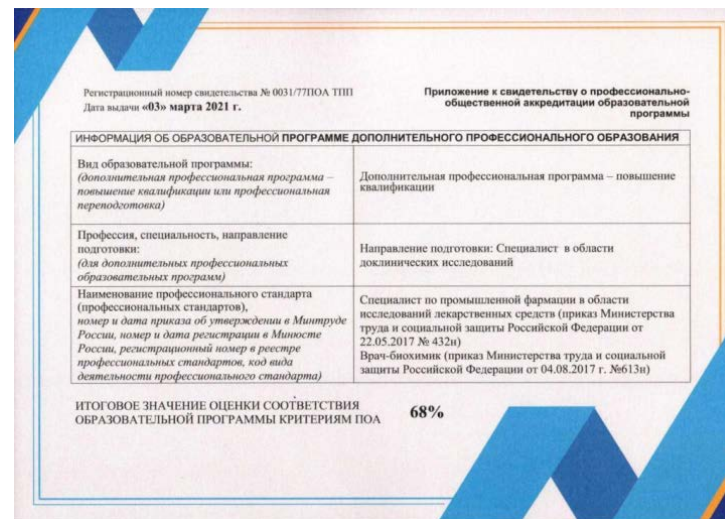 Регистрационный номер свидетельства № 0031/77ПОА ТПП
Дата выдачи «03» марта 2021 г.
Приложение к свидетельству о профессионально-
общественной аккредитации образовательной
программы
ИНФОРМАЦИЯ ОБ ОБРАЗОВАТЕЛЬНОЙ ПРОГРАММЕ ДОПОЛНИТЕЛЬНОГО ПРОФЕССИОНАЛЬНОГО ОБРАЗОВАНИЯ
Вид образовательной программы:
(дополнительная профессиональная программа –
повышение квалификации или профессиональная
переподготовка)
Дополнительная профессиональная программа – повышение
квалификации
Профессия, специальность, направление
подготовки:
(для дополнительных профессиональных
образовательных программ)
Направление подготовки: Специалист в области
доклинических исследований
Наименование профессионального стандарта
(профессиональных стандартов),
номер и дата приказа об утверждении в Минтруде
России, номер и дата регистрации в Минюсте
России, регистрационный номер в реестре
профессиональных стандартов, код вида
деятельности профессионального стандарта)
Специалист по промышленной фармации в области
исследований лекарственных средств (приказ Министерства
труда и социальной защиты Российской Федерации от
22.05.2017 № 432н)
Врач-биохимик (приказ Министерства труда и социальной
защиты Российской Федерации от 04.08.2017 г. №613н)
ИТОГОВОЕ ЗНАЧЕНИЕ ОЦЕНКИ СООТВЕТСТВИЯ
ОБРАЗОВАТЕЛЬНОЙ ПРОГРАММЫ КРИТЕРИЯМ ПОА
68%